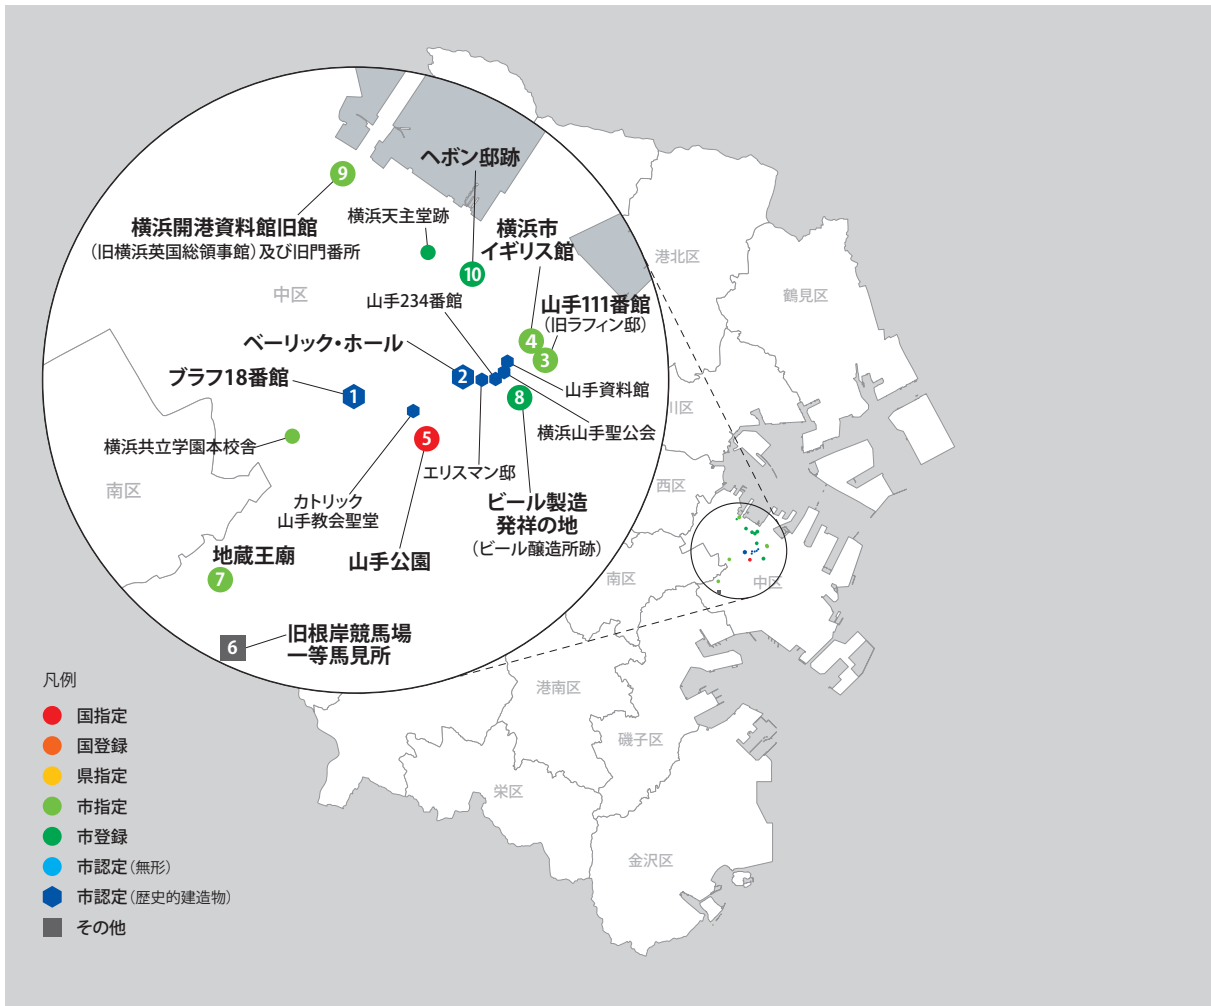 ヘボン邸跡
9
横浜開港資料館旧館
(旧横浜英国総領事館)及び旧門番所
横浜天主堂跡
横浜市
イギリス館
10
中区
山手234番館
山手111番館
(旧ラフィン邸)
4
3
ベーリック・ホール
2
ブラフ18番館
1
山手資料館
8
横浜山手聖公会
横浜共立学園本校舎
5
エリスマン邸
南区
カトリック
山手教会聖堂
ビール製造
発祥の地
(ビール醸造所跡)
山手公園
地蔵王廟
7
6
旧根岸競馬場
一等馬見所
港北区
鶴見区
川区
西区
南区
中区
港南区
磯子区
栄区
金沢区
凡例
国指定
国登録
県指定
市指定
市登録
市認定(無形)
市認定(歴史的建造物)
その他